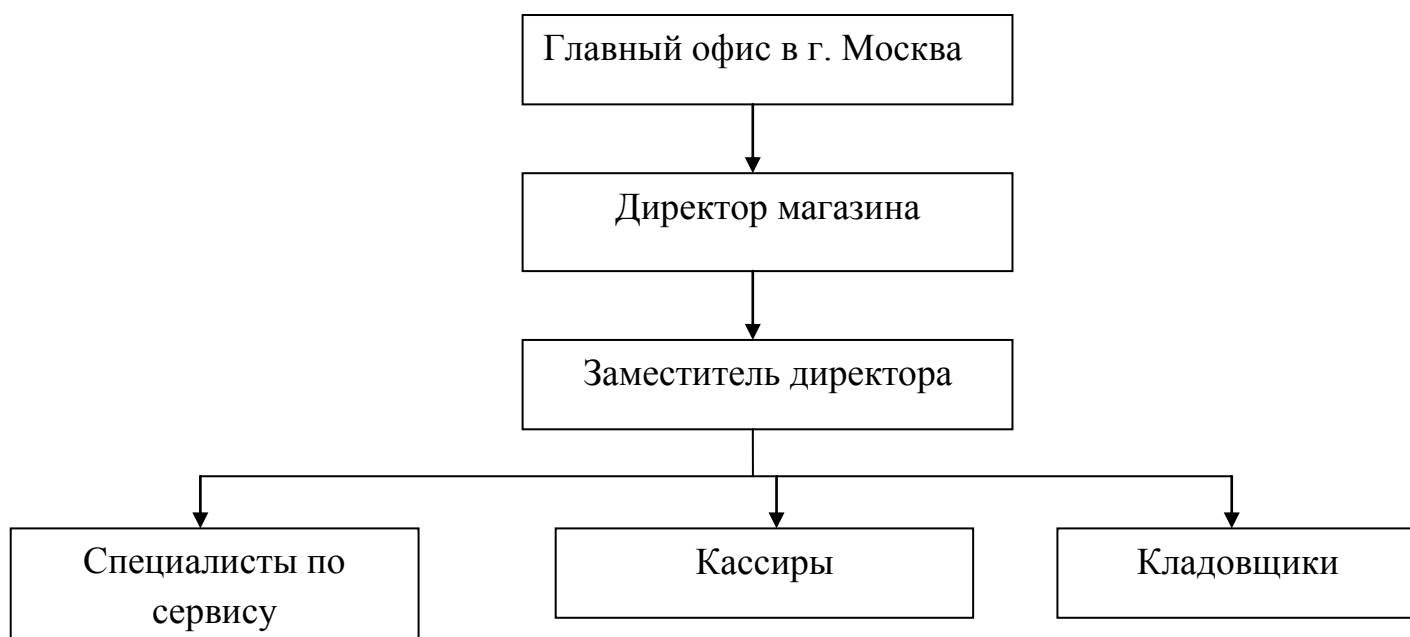 Главный офис в г. Москва
Директор магазина
Заместитель директора
Специалисты по
сервису
Кассиры
Кладовщики